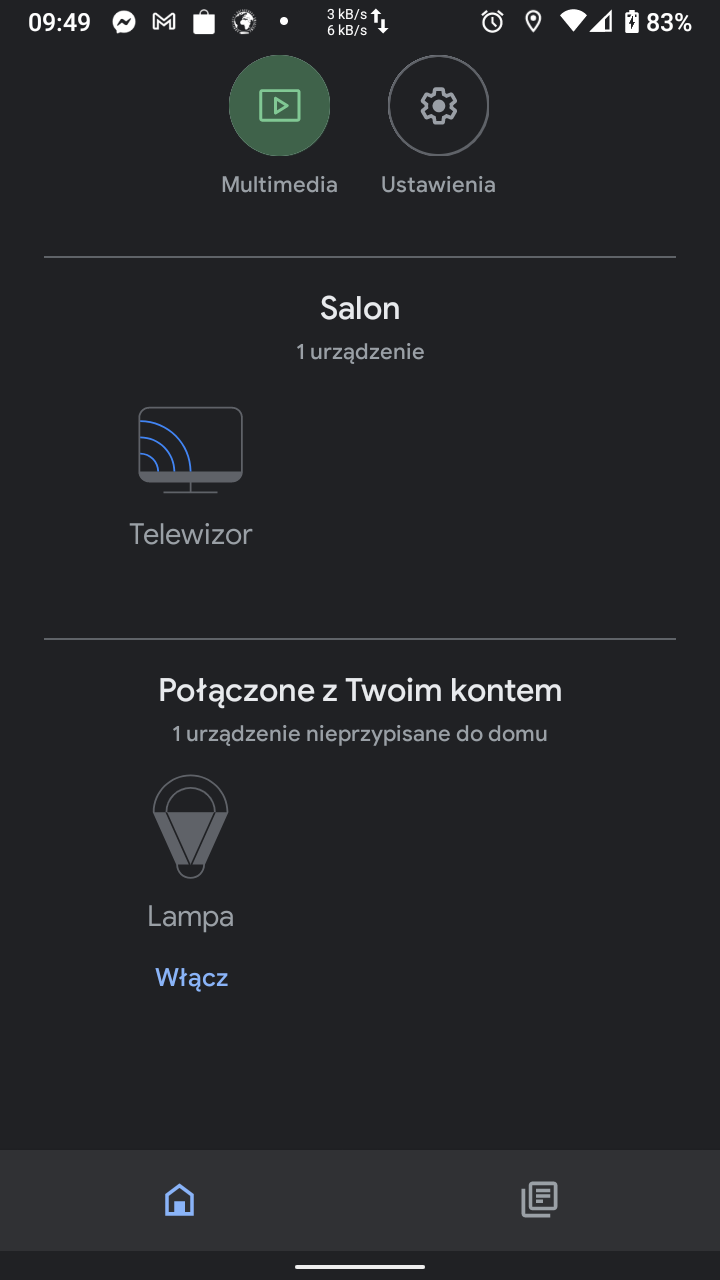 09:49
3 kB/s
6 kB/s
83%
Multimedia
Ustawienia
Salon
1 urządzenie
Telewizor
Połączone z Twoim kontem
1 urządzenie nieprzypisane do domu
Lampa
Włącz